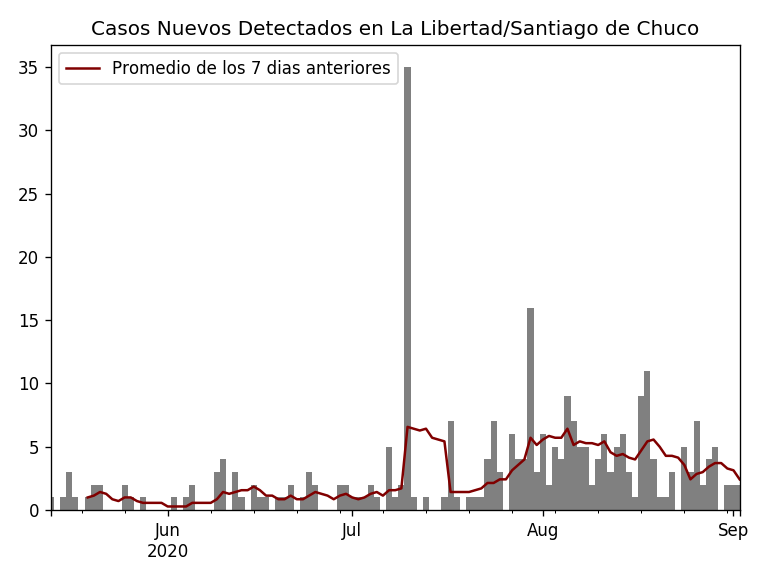 Casos Nuevos Detectados en La Libertad/Santiago de Chuco
Promedio de los 7 dias anteriores
35
30
25
20
15
10
5
0
Jun
2020
Jul
Aug
Sep